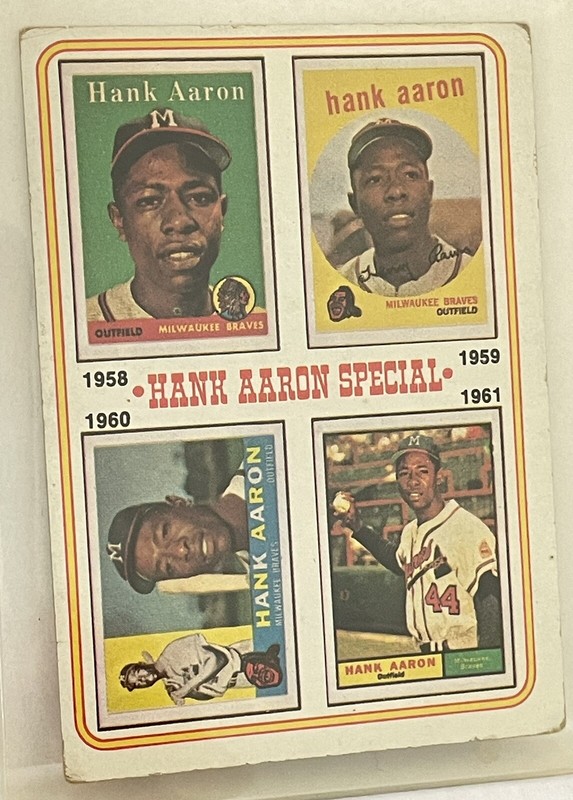 Hank Aaron
M
OUTFIELD MILWAUKEE BRAVES
hank aaron
M
MILWAUKEE BRAVES
OUTFIELD
1958
1959
•HANK AARON SPECIAL•
1960
1961
M
HANK AARON
OUTFIELD
MILWAUKEE BRAVES
M
44
HANK AARON
Outfield
Milwaukee
Braves